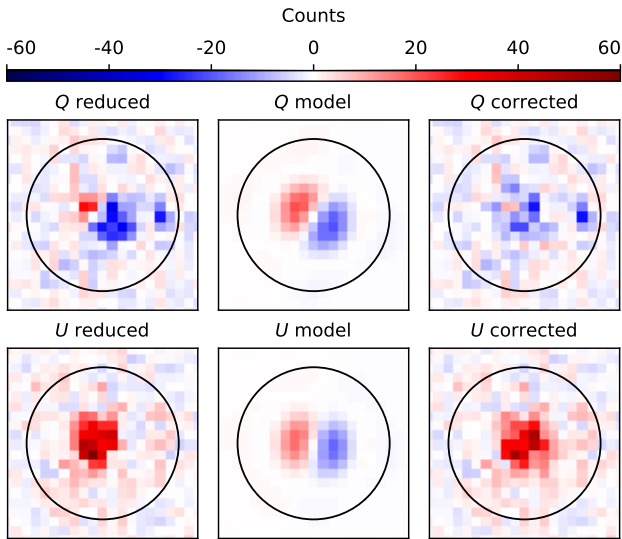 Counts
-60 -40 -20 0 20 40 60
Q reduced Q model Q corrected
U reduced U model U corrected